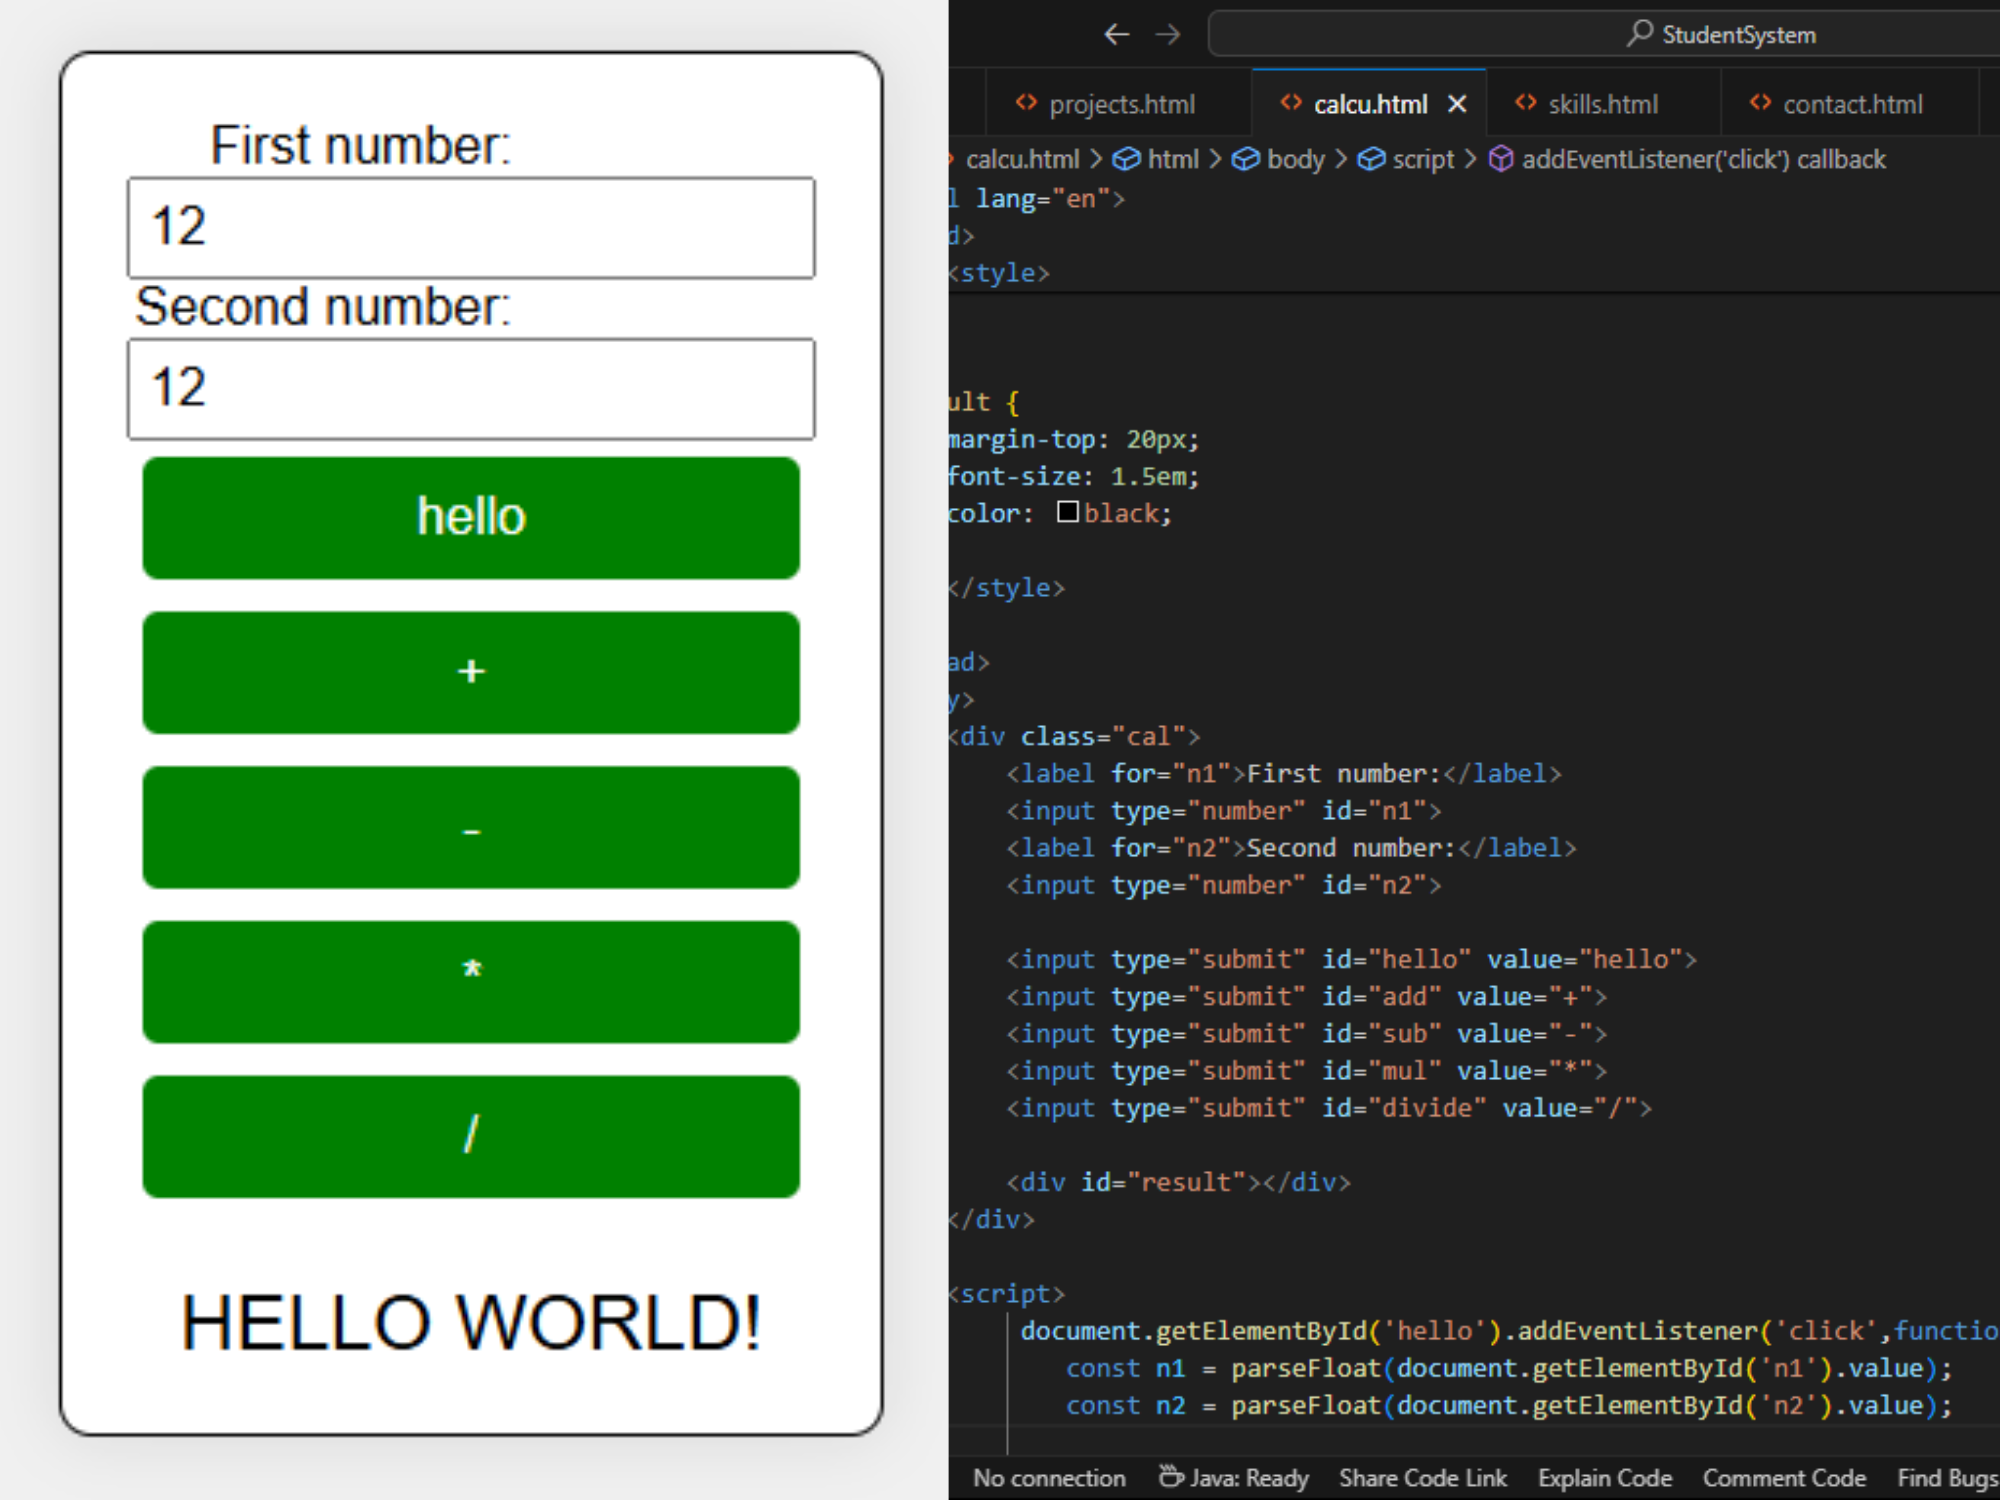 First number:
12
Second number:
12
hello
+
-
*
/
HELLO WORLD!
StudentSystem
projects.html
calcu.html
skills.html
contact.html
calcu.html > html > body > script > addEventListener('click') callback
l lang="en">
d>
<style>
ult {
margin-top: 20px;
font-size: 1.5em;
color: black;
</style>
ad>
y>
<div class="cal">
<label for="n1">First number:</label>
<input type="number" id="n1">
<label for="n2">Second number:</label>
<input type="number" id="n2">
<input type="submit" id="hello" value="hello">
<input type="submit" id="add" value="+">
<input type="submit" id="sub" value="-">
<input type="submit" id="mul" value="*">
<input type="submit" id="divide" value="/">
<div id="result"></div>
</div>
<script>
document.getElementById('hello').addEventListener('click',functio
const n1 = parseFloat(document.getElementById('n1').value);
const n2 = parseFloat(document.getElementById('n2').value);
No connection Java: Ready Share Code Link Explain Code Comment Code Find Bugs